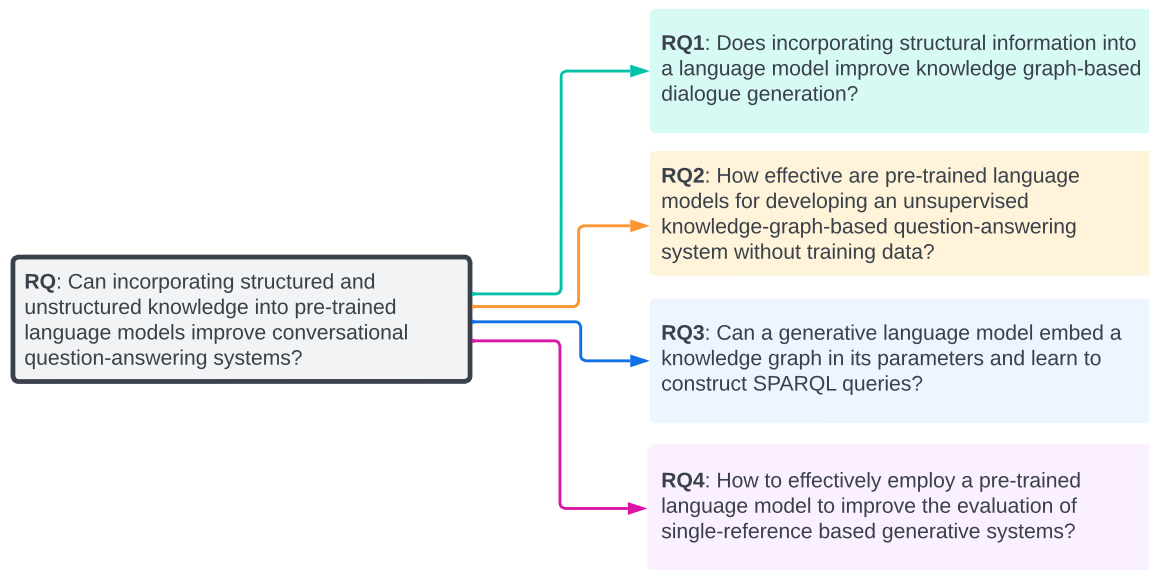 RQ: Can incorporating structured and
unstructured knowledge into pre-trained
language models improve conversational
question-answering systems?
RQ1: Does incorporating structural information into
a language model improve knowledge graph-based
dialogue generation?
RQ2: How effective are pre-trained language
models for developing an unsupervised
knowledge-graph-based question-answering
system without training data?
RQ3: Can a generative language model embed a
knowledge graph in its parameters and learn to
construct SPARQL queries?
RQ4: How to effectively employ a pre-trained
language model to improve the evaluation of
single-reference based generative systems?